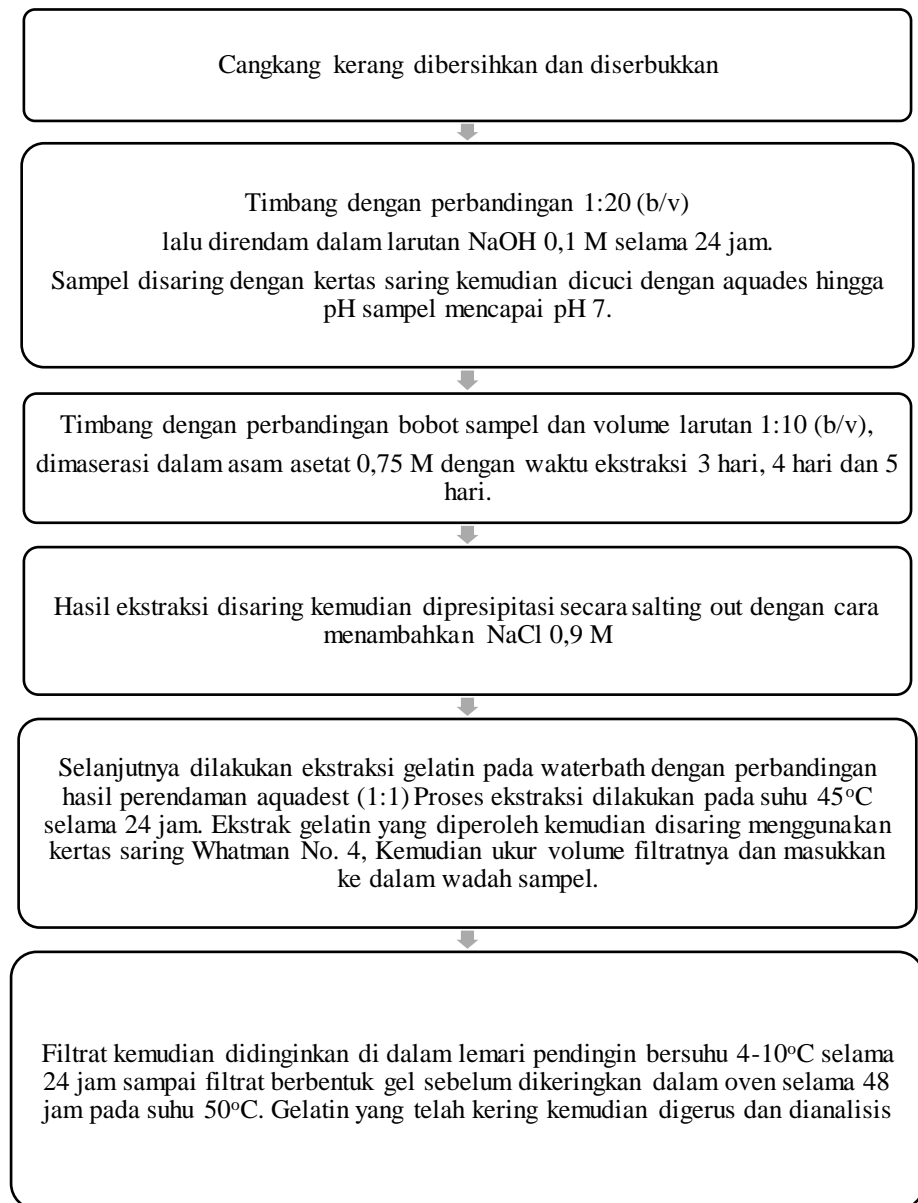 Cangkang kerang dibersihkan dan diserbukkan
Timbang dengan perbandingan 1:20 (b/v)
lalu direndam dalam larutan NaOH 0,1 M selama 24 jam.
Sampel disaring dengan kertas saring kemudian dicuci dengan aquades hingga
pH sampel mencapai pH 7.
Timbang dengan perbandingan bobot sampel dan volume larutan 1:10 (b/v),
dimaserasi dalam asam asetat 0,75 M dengan waktu ekstraksi 3 hari, 4 hari dan 5
hari.
Hasil ekstraksi disaring kemudian dipresipitasi secara salting out dengan cara
menambahkan NaCl 0,9 M
Selanjutnya dilakukan ekstraksi gelatin pada waterbath dengan perbandingan
hasil perendaman aquadest (1:1) Proses ekstraksi dilakukan pada suhu 45°C
selama 24 jam. Ekstrak gelatin yang diperoleh kemudian disaring menggunakan
kertas saring Whatman No. 4, Kemudian ukur volume filtratnya dan masukkan
ke dalam wadah sampel.
Filtrat kemudian didinginkan di dalam lemari pendingin bersuhu 4-10°C selama
24 jam sampai filtrat berbentuk gel sebelum dikeringkan dalam oven selama 48
jam pada suhu 50°C. Gelatin yang telah kering kemudian digerus dan dianalisis